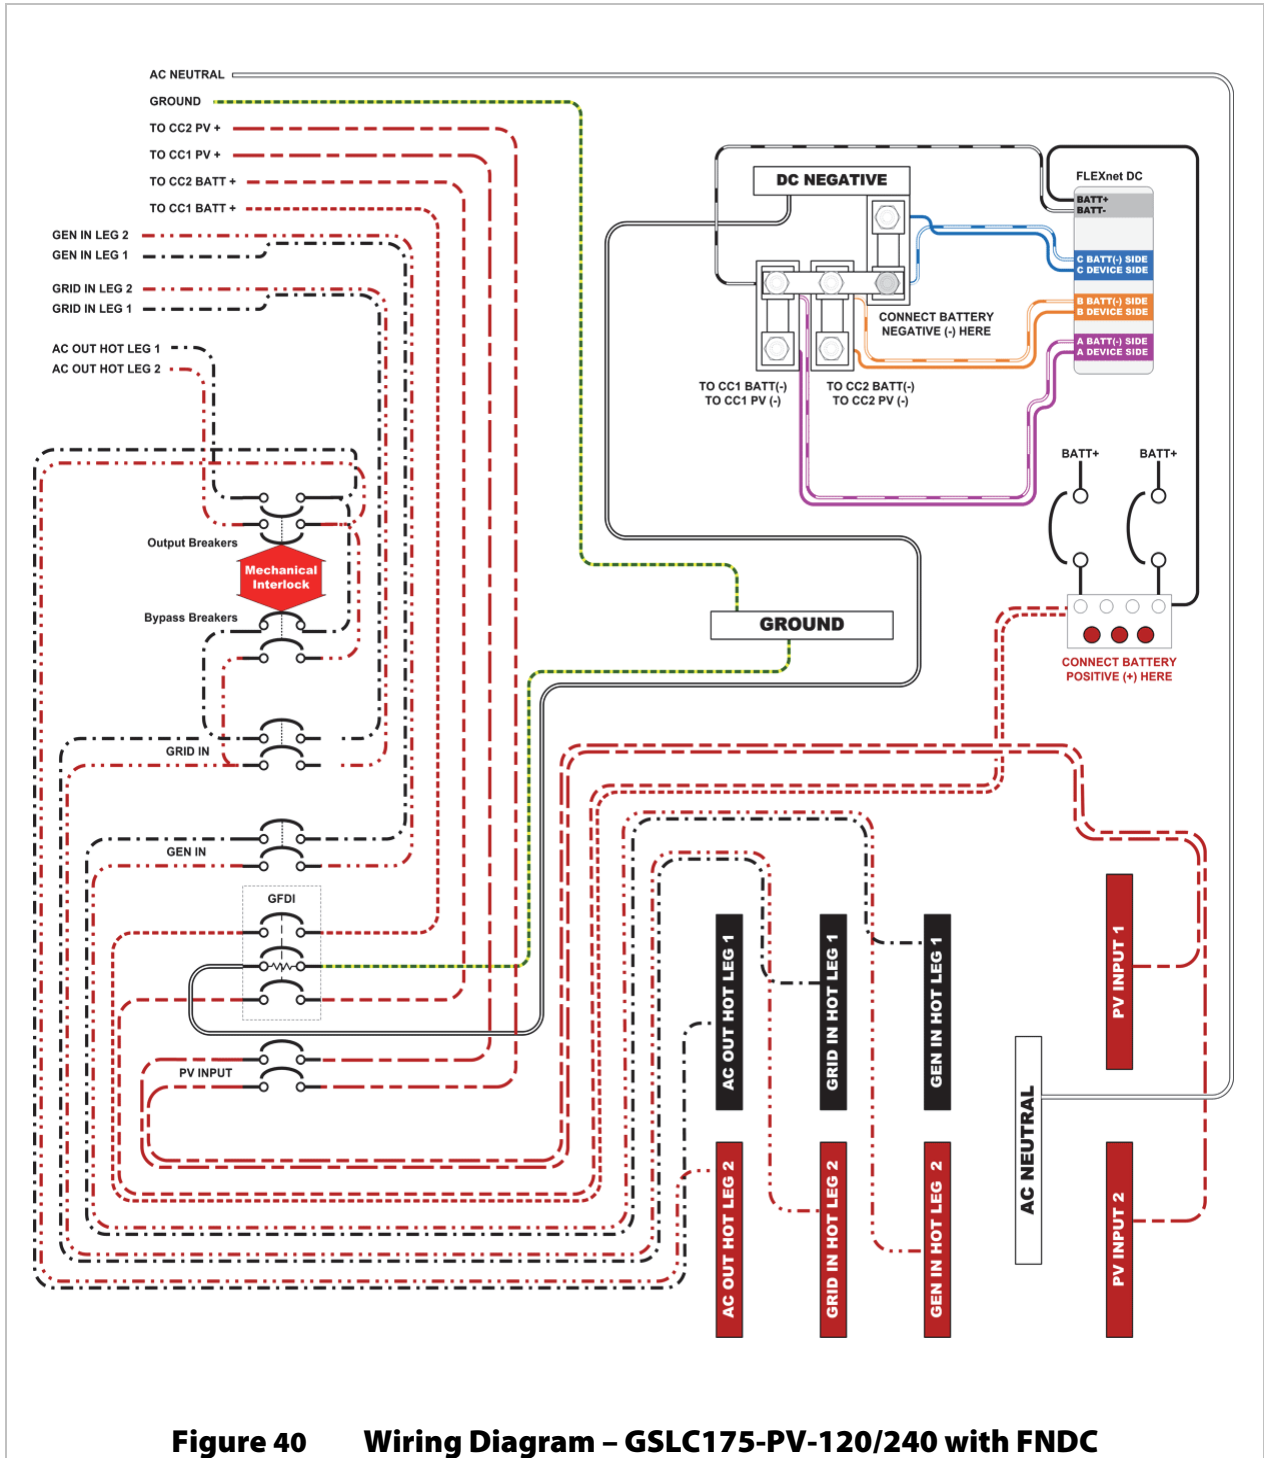 AC NEUTRAL
GROUND
TO CC2 PV +
TO CC1 PV +
TO CC2 BATT +
TO CC1 BATT +
GEN IN LEG 2
GEN IN LEG 1
GRID IN LEG 2
GRID IN LEG 1
AC OUT HOT LEG 1
AC OUT HOT LEG 2
DC NEGATIVE
FLEXnet DC
BATT+
BATT-
C BATT(-) SIDE
C DEVICE SIDE
B BATT(-) SIDE
B DEVICE SIDE
A BATT(-) SIDE
A DEVICE SIDE
CONNECT BATTERY
NEGATIVE (-) HERE
TO CC1 BATT(-)
TO CC1 PV (-)
TO CC2 BATT(-)
TO CC2 PV (-)
BATT+
BATT+
Output Breakers
Mechanical
Interlock
Bypass Breakers
GROUND
CONNECT BATTERY
POSITIVE (+) HERE
GRID IN
GEN IN
GFDI
PV INPUT
AC OUT HOT LEG 1
GRID IN HOT LEG 1
GEN IN HOT LEG 1
PV INPUT 1
AC NEUTRAL
AC OUT HOT LEG 2
GRID IN HOT LEG 2
GEN IN HOT LEG 2
PV INPUT 2
Figure 40 Wiring Diagram – GSLC175-PV-120/240 with FNDC